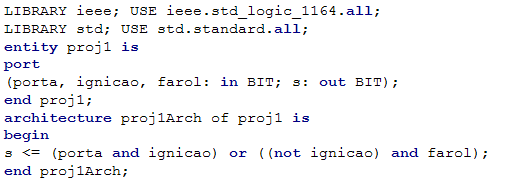 LIBRARY ieee; USE ieee.std_logic_1164.all;
LIBRARY std; USE std.standard.all;
entity proj1 is
port
(porta, ignicao, farol: in BIT; s: out BIT);
end proj1;
architecture proj1Arch of proj1 is
begin
s <= (porta and ignicao) or ((not ignicao) and farol);
end proj1Arch;